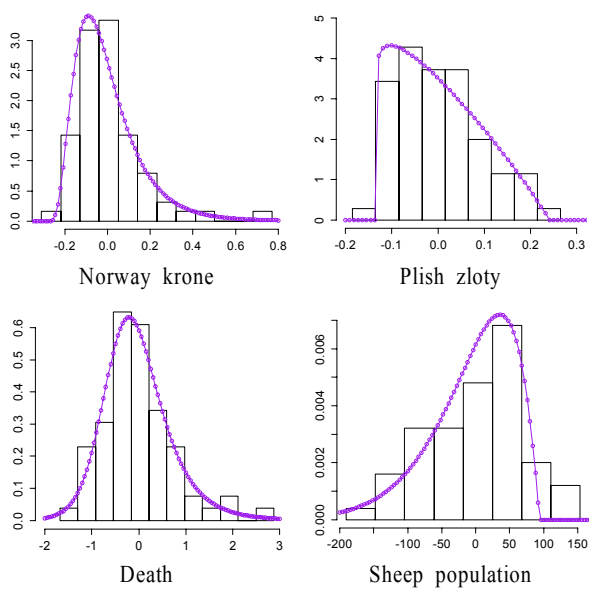 0.0 0.5 1.0 1.5 2.0 2.5 3.0
-0.2 0.0 0.2 0.4 0.6 0.8
Norway krone
0 1 2 3 4 5
-0.2 -0.1 0.0 0.1 0.2 0.3
Plish zloty
0.0 0.1 0.2 0.3 0.4 0.5 0.6
-2 -1 0 1 2 3
Death
0.000 0.002 0.004 0.006
-200 -100 -50 0 50 100 150
Sheep population